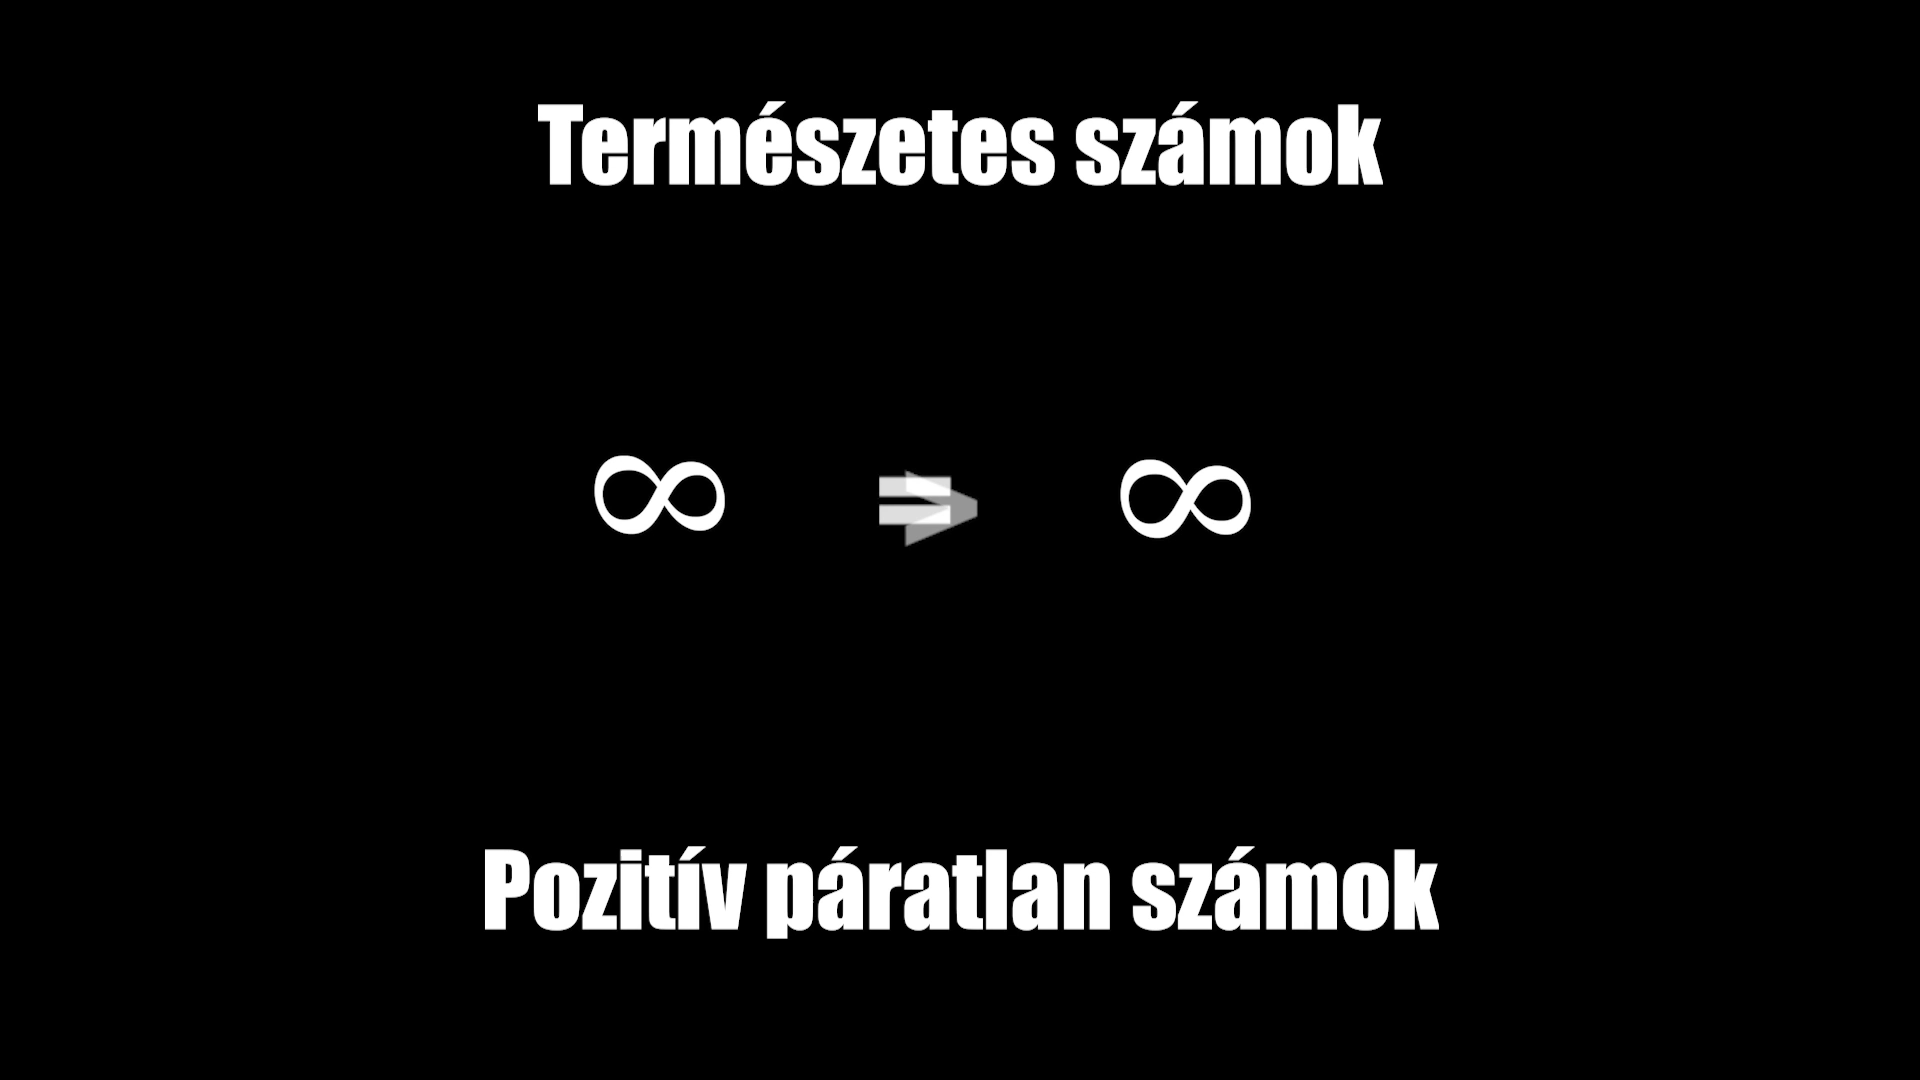 Természetes számok
∞ = > ∞
Pozitív páratlan számok